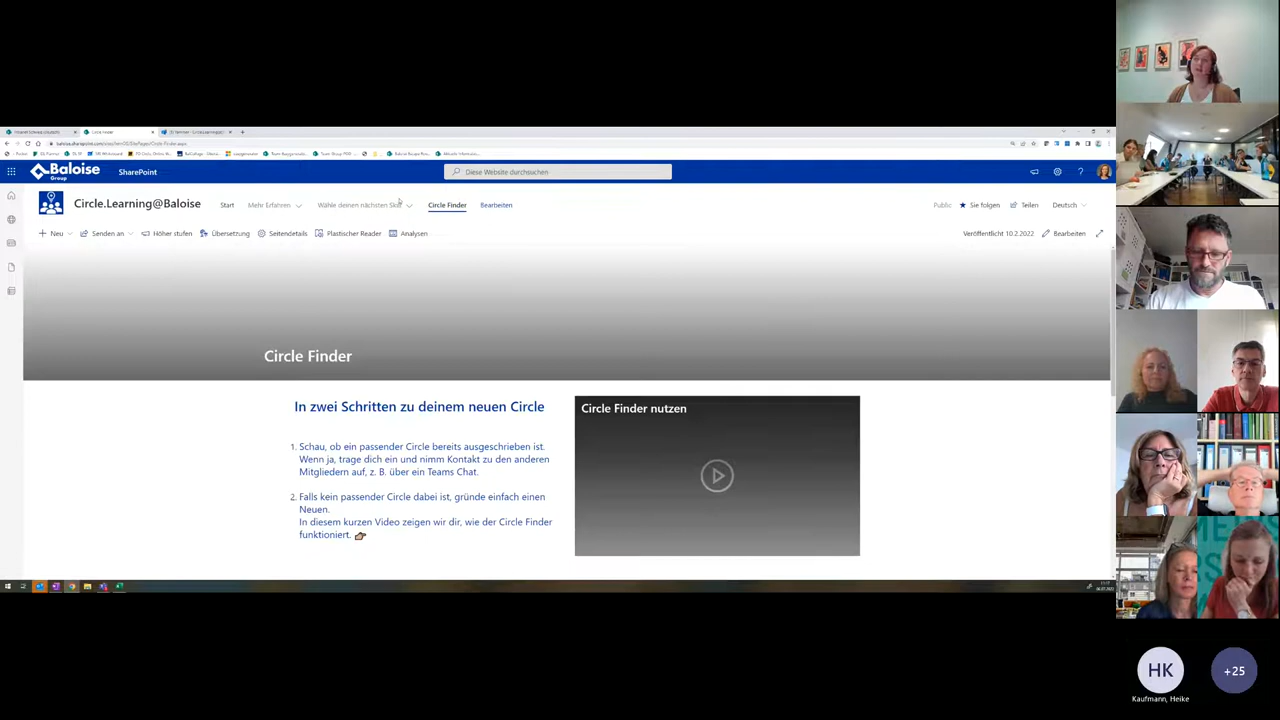 Circle Finder
Baloise
Group
SharePoint
Diese Website durchsuchen
?
Circle.Learning@Baloise
Start
Mehr Erfahren
Wähle deinen nächsten Skill
Circle Finder
Bearbeiten
Public
Sie folgen
Teilen
Deutsch
Neu
Senden an
Höher stufen
Übersetzung
Seitendetails
Plastischer Reader
Analysen
Veröffentlicht 10.2.2022
Bearbeiten
Circle Finder
In zwei Schritten zu deinem neuen Circle
1. Schau, ob ein passender Circle bereits ausgeschrieben ist.
Wenn ja, trage dich ein und nimm Kontakt zu den anderen
Mitgliedern auf, z. B. über ein Teams Chat.
2. Falls kein passender Circle dabei ist, gründe einfach einen
Neuen.
In diesem kurzen Video zeigen wir dir, wie der Circle Finder
funktioniert.
Circle Finder nutzen
HK
Kaufmann, Heike
+25